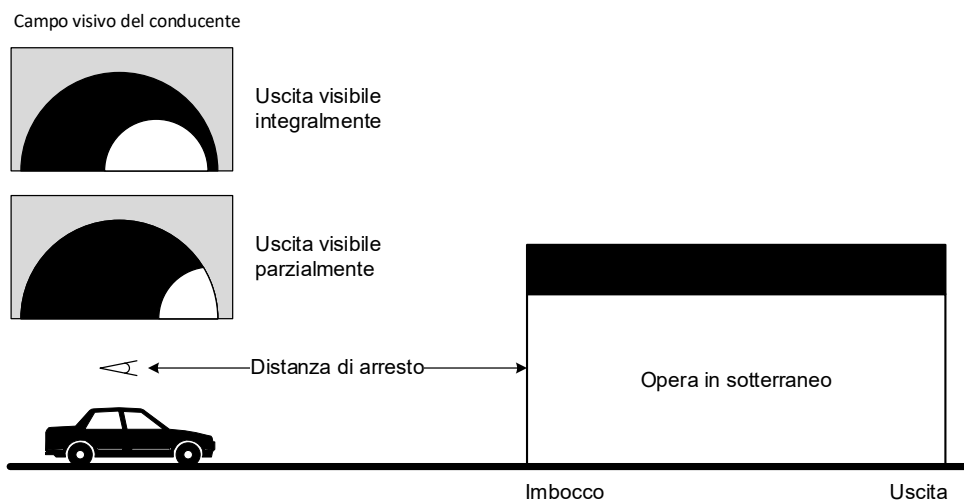 Campo visivo del conducente
Uscita visibile
integralmente
Uscita visibile
parzialmente
Distanza di arresto
Opera in sotterraneo
Imbocco
Uscita